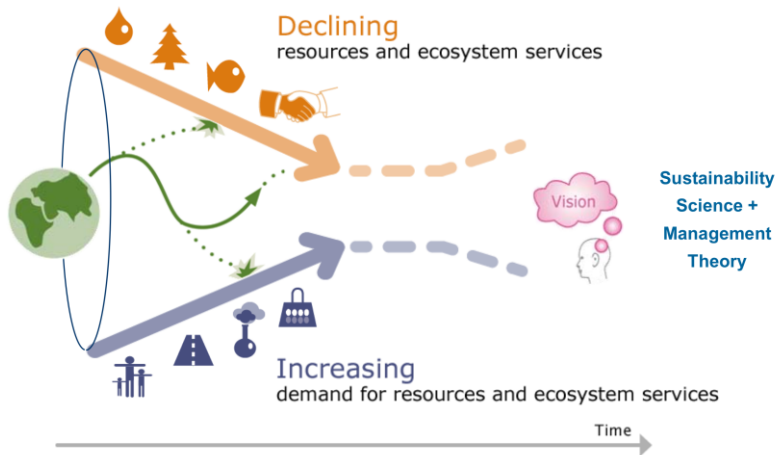 Declining
resources and ecosystem services
Vision
Sustainability
Science +
Management
Theory
Increasing
demand for resources and ecosystem services
Time